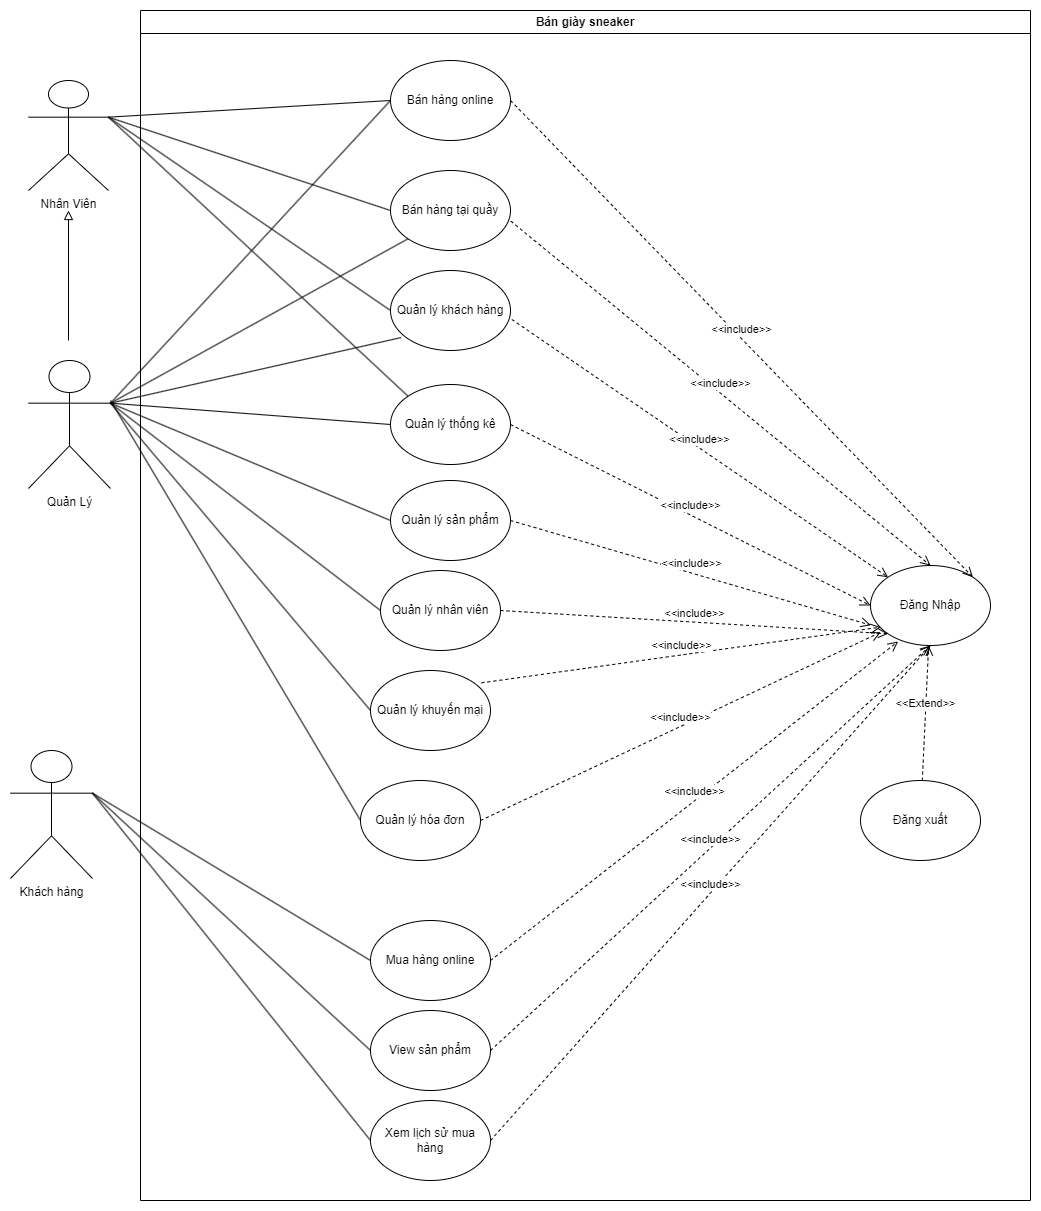 Bán giày sneaker
Nhân Viên
Bán hàng online
Bán hàng tại quầy
Quản lý khách hàng
<<include>>
<<include>>
Quản Lý
Quản lý thống kê
<<include>>
<<include>>
Quản lý sản phẩm
<<include>>
Quản lý nhân viên
<<include>>
Đăng Nhập
<<include>>
Quản lý khuyến mại
<<include>>
<<Extend>>
Quản lý hóa đơn
<<include>>
Đăng xuất
<<include>>
<<include>>
Khách hàng
Mua hàng online
View sản phẩm
Xem lịch sử mua
hàng